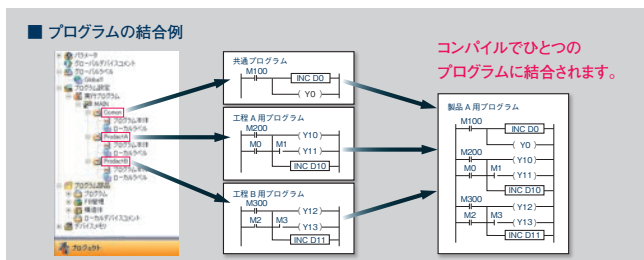 ■ プログラムの結合例
パラメータ
グローバルデバイスコメント
グローバルラベル
Global1
プログラム設定
実行プログラム
MAIN
Comon
プログラム本体
ローカルラベル
ProdectA
プログラム本体
ローカルラベル
ProdectB
プログラム本体
ローカルラベル
プログラム部品
プログラム
FB管理
構造体
ローカルデバイスコメント
デバイスメモリ
プロジェクト
共通プログラム
M100
INC D0
Y0
工程 A 用プログラム
M200
Y10
M0 M1
Y11
INC D10
工程 B 用プログラム
M300
Y12
M2 M3
Y13
INC D11
コンパイルでひとつの
プログラムに結合されます。
製品 A 用プログラム
M100
INC D0
Y0
M200
Y10
M0 M1
Y11
INC D10
M300
Y12
M2 M3
Y13
INC D11